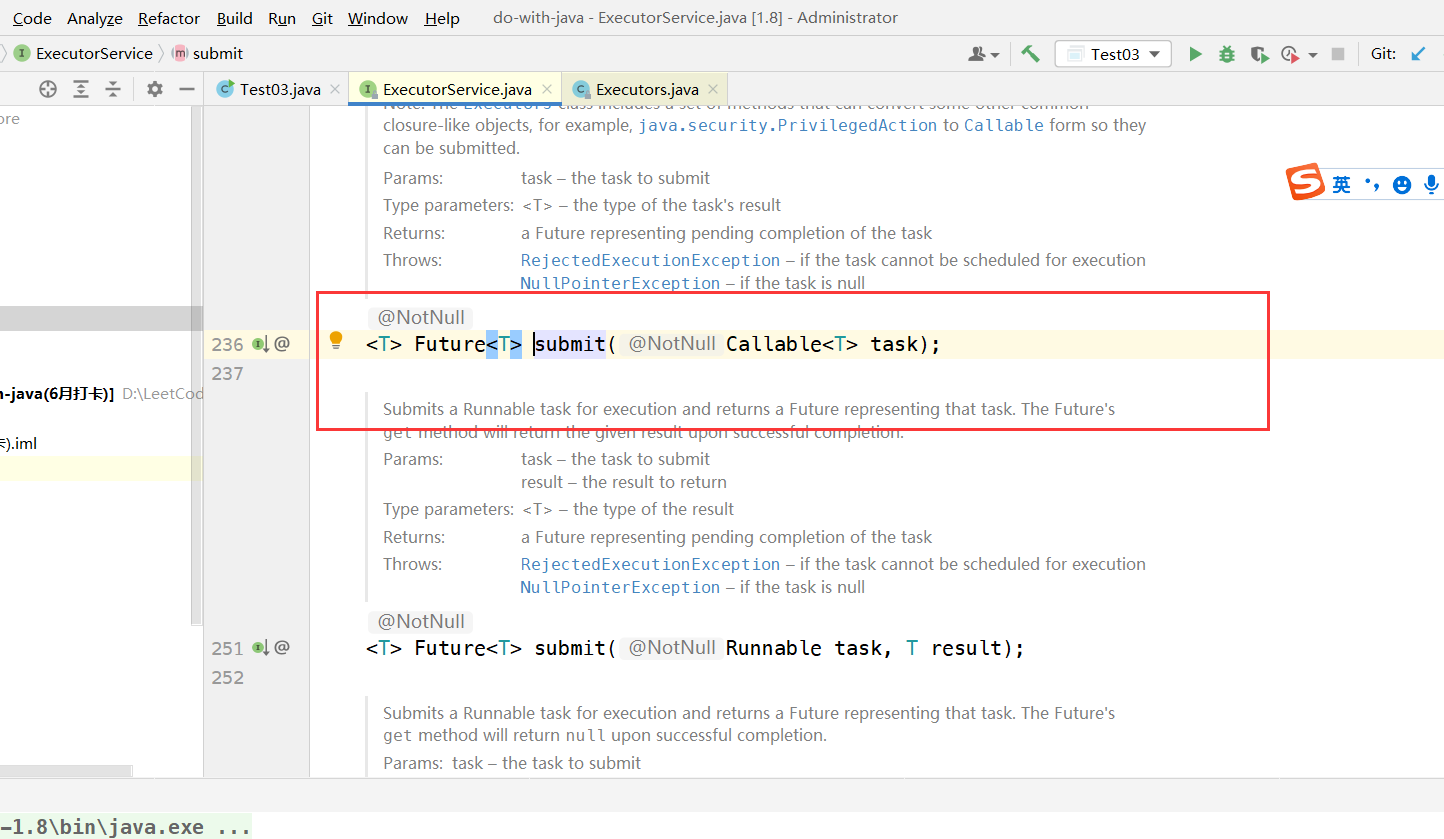 Code Analyze Refactor Build Run Git Window Help do-with-java - ExecutorService.java [1.8] - Administrator
I ExecutorService m submit Test03 Git:
Test03.java ExecutorService.java Executors.java
Note: The Executors class includes a set of methods that can convert some other common
ore closure-like objects, for example, java.security.PrivilegedAction to Callable form so they
can be submitted.
Params: task – the task to submit
英
Type parameters: <T> – the type of the task's result
Returns: a Future representing pending completion of the task
Throws: RejectedExecutionException – if the task cannot be scheduled for execution
NullPointerException – if the task is null
@NotNull
236 <T> Future<T> submit( @NotNull Callable<T> task);
237
n-java(6月打卡)] D:\LeetCod
Submits a Runnable task for execution and returns a Future representing that task. The Future's
get method will return the given result upon successful completion.
).iml
Params: task – the task to submit
result – the result to return
Type parameters: <T> – the type of the result
Returns: a Future representing pending completion of the task
Throws: RejectedExecutionException – if the task cannot be scheduled for execution
NullPointerException – if the task is null
@NotNull
251 <T> Future<T> submit( @NotNull Runnable task, T result);
252
Submits a Runnable task for execution and returns a Future representing that task. The Future's
get method will return null upon successful completion.
Params: task – the task to submit
-1.8\bin\java.exe ...